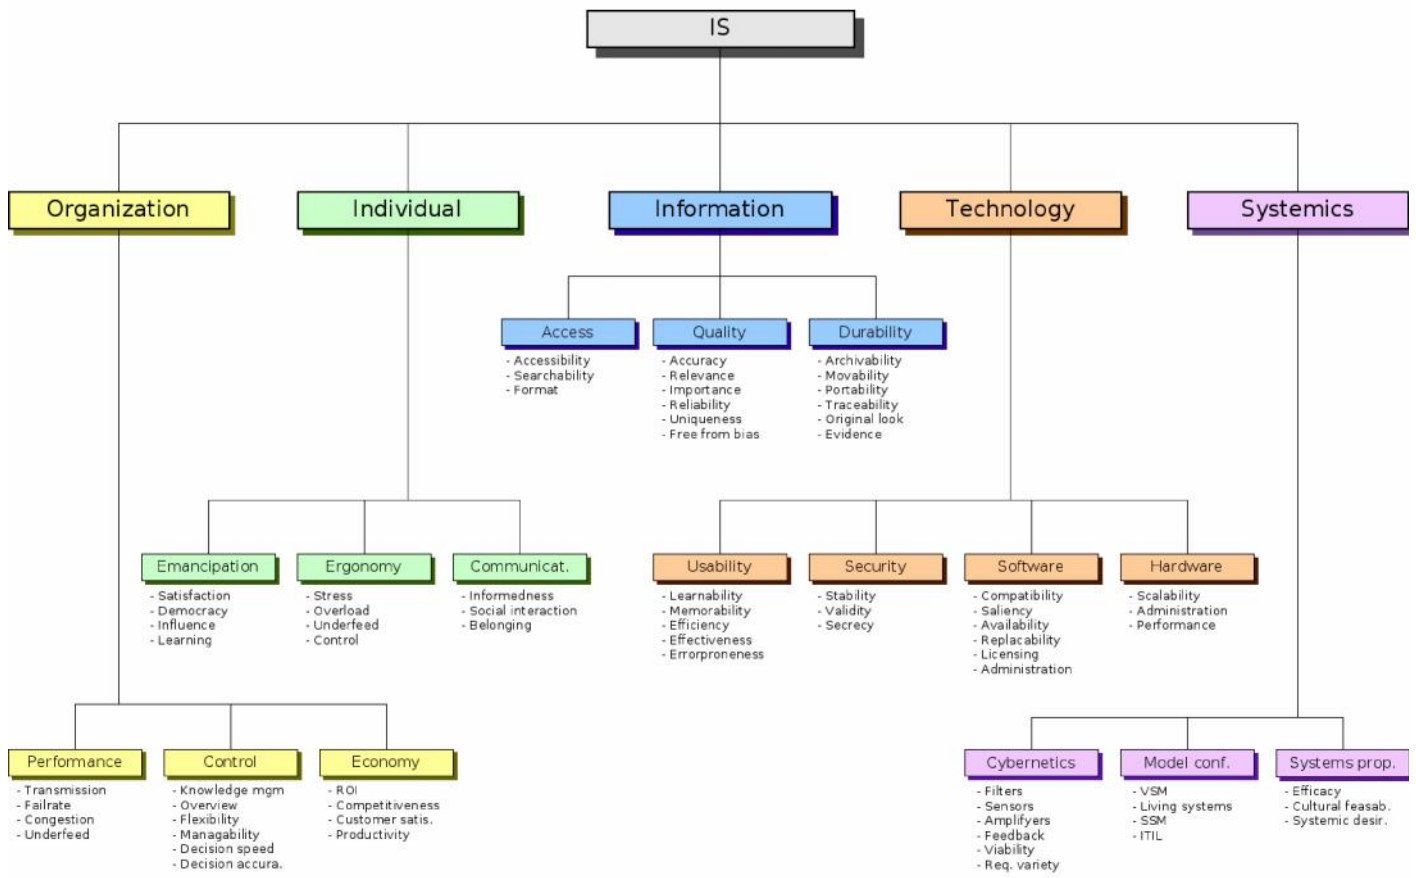 IS
Organization
Individual
Information
Technology
Systemics
Access
- Accessibility
- Searchability
- Format
Quality
- Accuracy
- Relevance
- Importance
- Reliability
- Uniqueness
- Free from bias
Durability
- Archivability
- Movability
- Portability
- Traceability
- Original look
- Evidence
Emancipation
- Satisfaction
- Democracy
- Influence
- Learning
Ergonomy
- Stress
- Overload
- Underfeed
- Control
Communicat.
- Informedness
- Social interaction
- Belonging
Usability
- Learnability
- Memorability
- Efficiency
- Effectiveness
- Errorproneness
Security
- Stability
- Validity
- Secrecy
Software
- Compatibility
- Saliency
- Availability
- Replacability
- Licensing
- Administration
Hardware
- Scalability
- Administration
- Performance
Performance
- Transmission
- Failrate
- Congestion
- Underfeed
Control
- Knowledge mgm
- Overview
- Flexibility
- Managability
- Decision speed
- Decision accura.
Economy
- ROI
- Competitiveness
- Customer satis.
- Productivity
Cybernetics
- Filters
- Sensors
- Amplifyers
- Feedback
- Viability
- Req. variety
Model conf.
- VSM
- Living systems
- SSM
- ITIL
Systems prop.
- Efficacy
- Cultural feasab.
- Systemic desir.